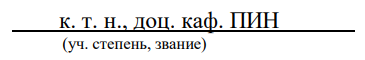 к. т. н., доц. каф. ПИН
(уч. степень, звание)